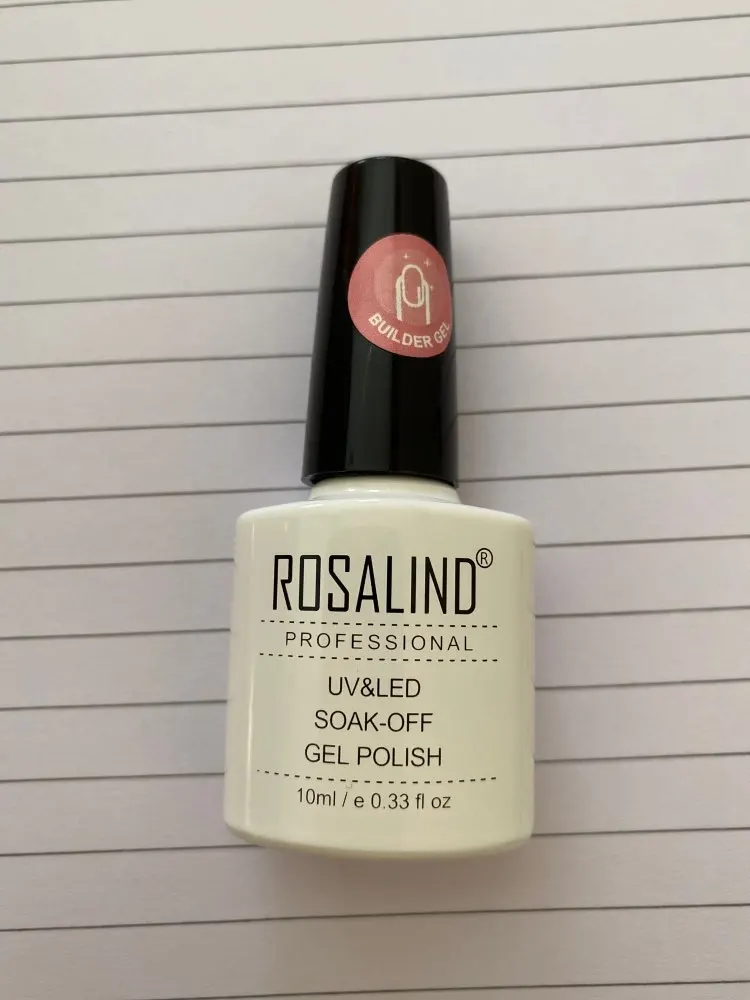 BUILDER GEL
ROSALIND®
PROFESSIONAL
UV&LED
SOAK-OFF
GEL POLISH
10ml / e 0.33 fl oz